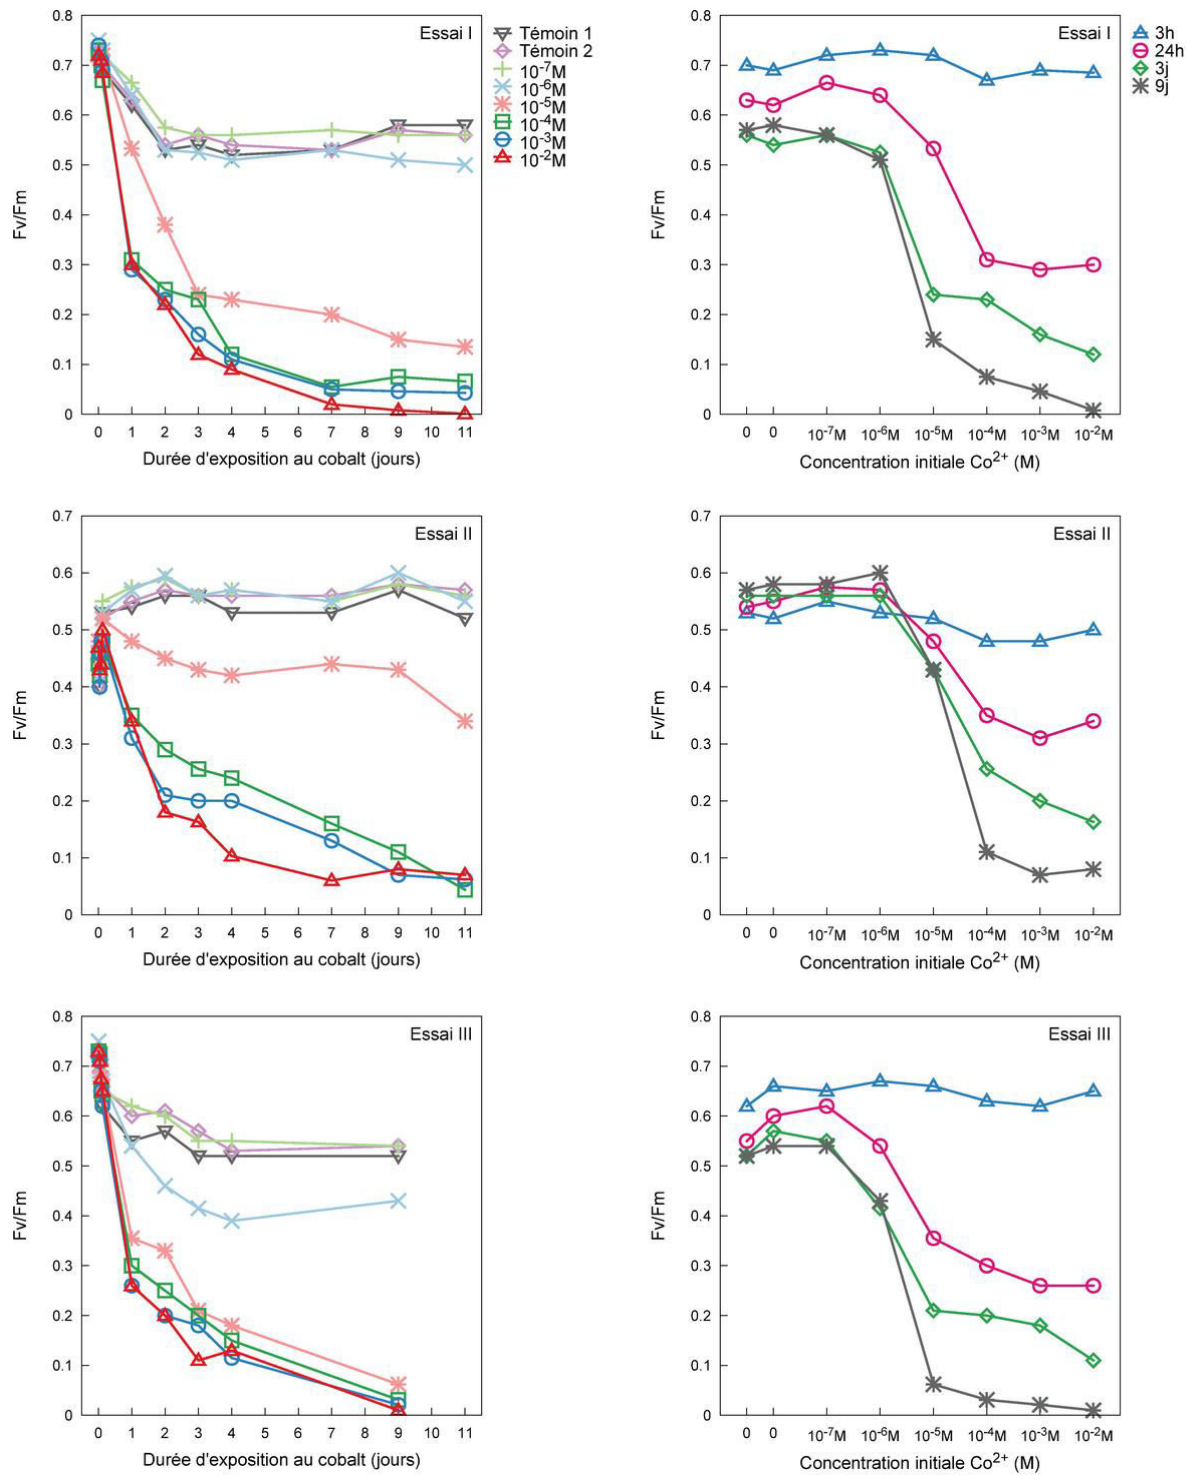 Essai I
Témoin 1
Témoin 2
10-7M
10-6M
10-5M
10-4M
10-3M
10-2M
Fv/Fm
0.8
0.7
0.6
0.5
0.4
0.3
0.2
0.1
0
0 1 2 3 4 5 6 7 8 9 10 11
Durée d'exposition au cobalt (jours)
Essai I
3h
24h
3j
9j
Fv/Fm
0.8
0.7
0.6
0.5
0.4
0.3
0.2
0.1
0
0 0 10-7M 10-6M 10-5M 10-4M 10-3M 10-2M
Concentration initiale Co2+ (M)
Essai II
Fv/Fm
0.7
0.6
0.5
0.4
0.3
0.2
0.1
0
0 1 2 3 4 5 6 7 8 9 10 11
Durée d'exposition au cobalt (jours)
Essai II
Fv/Fm
0.7
0.6
0.5
0.4
0.3
0.2
0.1
0
0 0 10-7M 10-6M 10-5M 10-4M 10-3M 10-2M
Concentration initiale Co2+ (M)
Essai III
Fv/Fm
0.8
0.7
0.6
0.5
0.4
0.3
0.2
0.1
0
0 1 2 3 4 5 6 7 8 9 10 11
Durée d'exposition au cobalt (jours)
Essai III
Fv/Fm
0.8
0.7
0.6
0.5
0.4
0.3
0.2
0.1
0
0 0 10-7M 10-6M 10-5M 10-4M 10-3M 10-2M
Concentration initiale Co2+ (M)